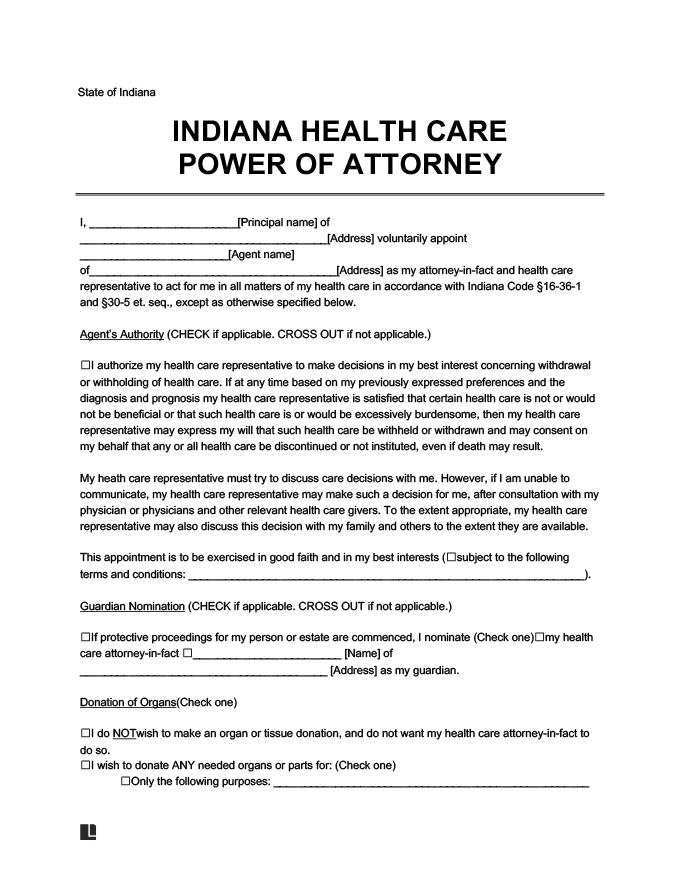 State of Indiana
INDIANA HEALTH CARE
POWER OF ATTORNEY
I, ________________________[Principal name] of
________________________________________[Address] voluntarily appoint
________________________[Agent name]
of________________________________________[Address] as my attorney-in-fact and health care
representative to act for me in all matters of my health care in accordance with Indiana Code §16-36-1
and §30-5 et. seq., except as otherwise specified below.
Agent's Authority (CHECK if applicable. CROSS OUT if not applicable.)
☐I authorize my health care representative to make decisions in my best interest concerning withdrawal
or withholding of health care. If at any time based on my previously expressed preferences and the
diagnosis and prognosis my health care representative is satisfied that certain health care is not or would
not be beneficial or that such health care is or would be excessively burdensome, then my health care
representative may express my will that such health care be withheld or withdrawn and may consent on
my behalf that any or all health care be discontinued or not instituted, even if death may result.
My heath care representative must try to discuss care decisions with me. However, if I am unable to
communicate, my health care representative may make such a decision for me, after consultation with my
physician or physicians and other relevant health care givers. To the extent appropriate, my health care
representative may also discuss this decision with my family and others to the extent they are available.
This appointment is to be exercised in good faith and in my best interests (☐subject to the following
terms and conditions: ________________________________________________________________).
Guardian Nomination (CHECK if applicable. CROSS OUT if not applicable.)
☐If protective proceedings for my person or estate are commenced, I nominate (Check one)☐my health
care attorney-in-fact ☐________________________ [Name] of
________________________________________ [Address] as my guardian.
Donation of Organs(Check one)
☐I do NOTwish to make an organ or tissue donation, and do not want my health care attorney-in-fact to
do so.
☐I wish to donate ANY needed organs or parts for: (Check one)
☐Only the following purposes: ___________________________________________________